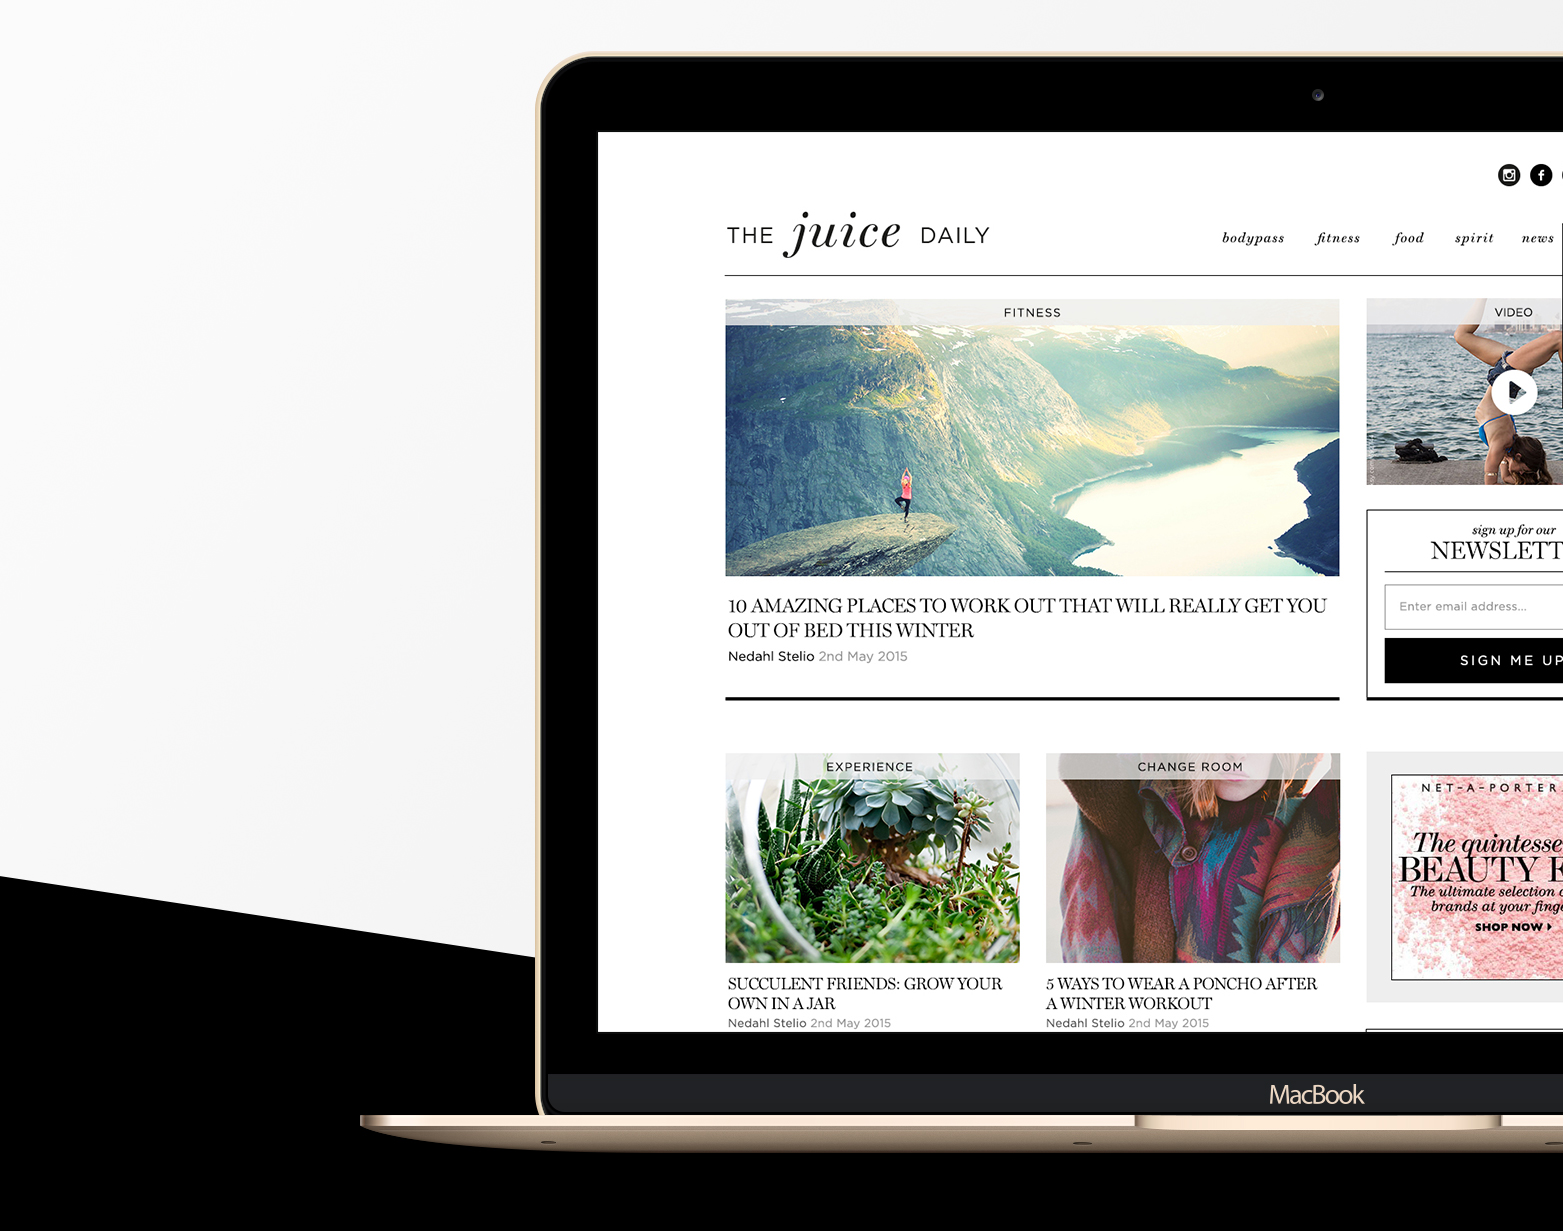 THE juice DAILY
bodypass fitness food spirit news
FITNESS
VIDEO
10 AMAZING PLACES TO WORK OUT THAT WILL REALLY GET YOU
OUT OF BED THIS WINTER
Nedahl Stelio 2nd May 2015
sign up for our
NEWSLETT
Enter email address...
SIGN ME UP
EXPERIENCE
CHANGE ROOM
SUCCULENT FRIENDS: GROW YOUR
OWN IN A JAR
Nedahl Stelio 2nd May 2015
5 WAYS TO WEAR A PONCHO AFTER
A WINTER WORKOUT
Nedahl Stelio 2nd May 2015
NET-A-PORTER
The quintesse
BEAUTY
The ultimate selection
brands at your finge
SHOP NOW
MacBook